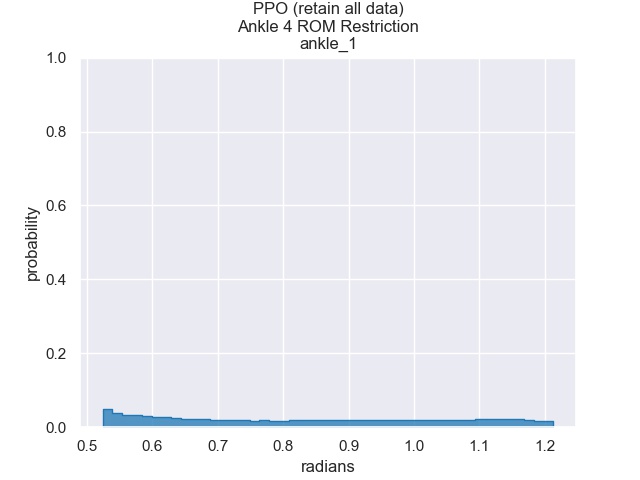 PPO (retain all data)
Ankle 4 ROM Restriction
ankle_1
1.0
0.8
0.6
0.4
0.2
0.0
probability
0.5 0.6 0.7 0.8 0.9 1.0 1.1 1.2
radians